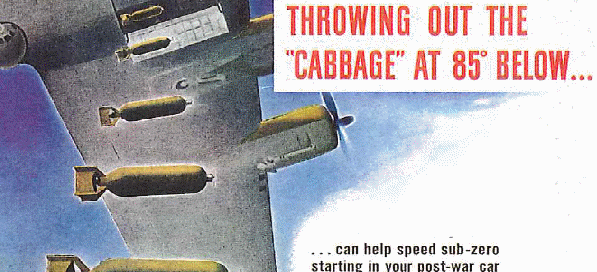 THROWING OUT THE
"CABBAGE" AT 85° BELOW...
...can help speed sub-zero
starting in your post-war car